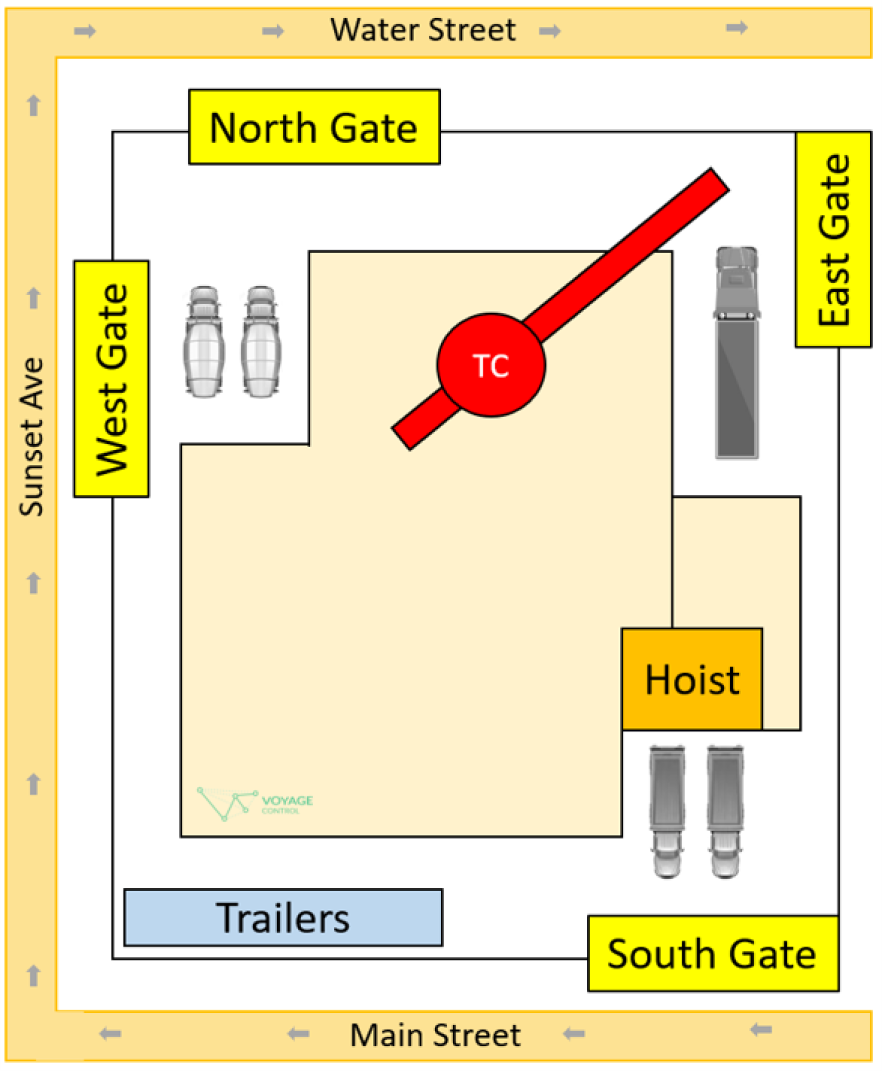 Water Street
North Gate
East Gate
West Gate
TC
Sunset Ave
Hoist
VOYAGE
CONTROL
Trailers
South Gate
Main Street